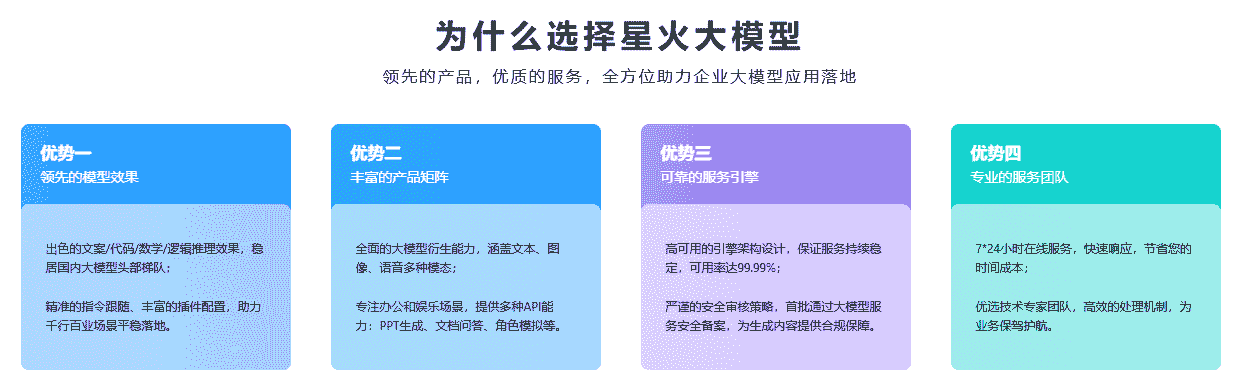 为什么选择星火大模型
领先的产品，优质的服务，全方位助力企业大模型应用落地
优势一
领先的模型效果
出色的文案/代码/数学/逻辑推理效果，稳
居国内大模型头部梯队；
精准的指令跟随、丰富的插件配置，助力
千行百业场景平稳落地。
优势二
丰富的产品矩阵
全面的大模型衍生能力，涵盖文本、图
像、语音多种模态；
专注办公和娱乐场景，提供多种API能
力：PPT生成、文档问答、角色模拟等。
优势三
可靠的服务引擎
高可用的引擎架构设计，保证服务持续稳
定，可用率达99.99%；
严谨的安全审核策略，首批通过大模型服
务安全备案，为生成内容提供合规保障。
优势四
专业的服务团队
7*24小时在线服务，快速响应，节省您的
时间成本；
优选技术专家团队，高效的处理机制，为
业务保驾护航。